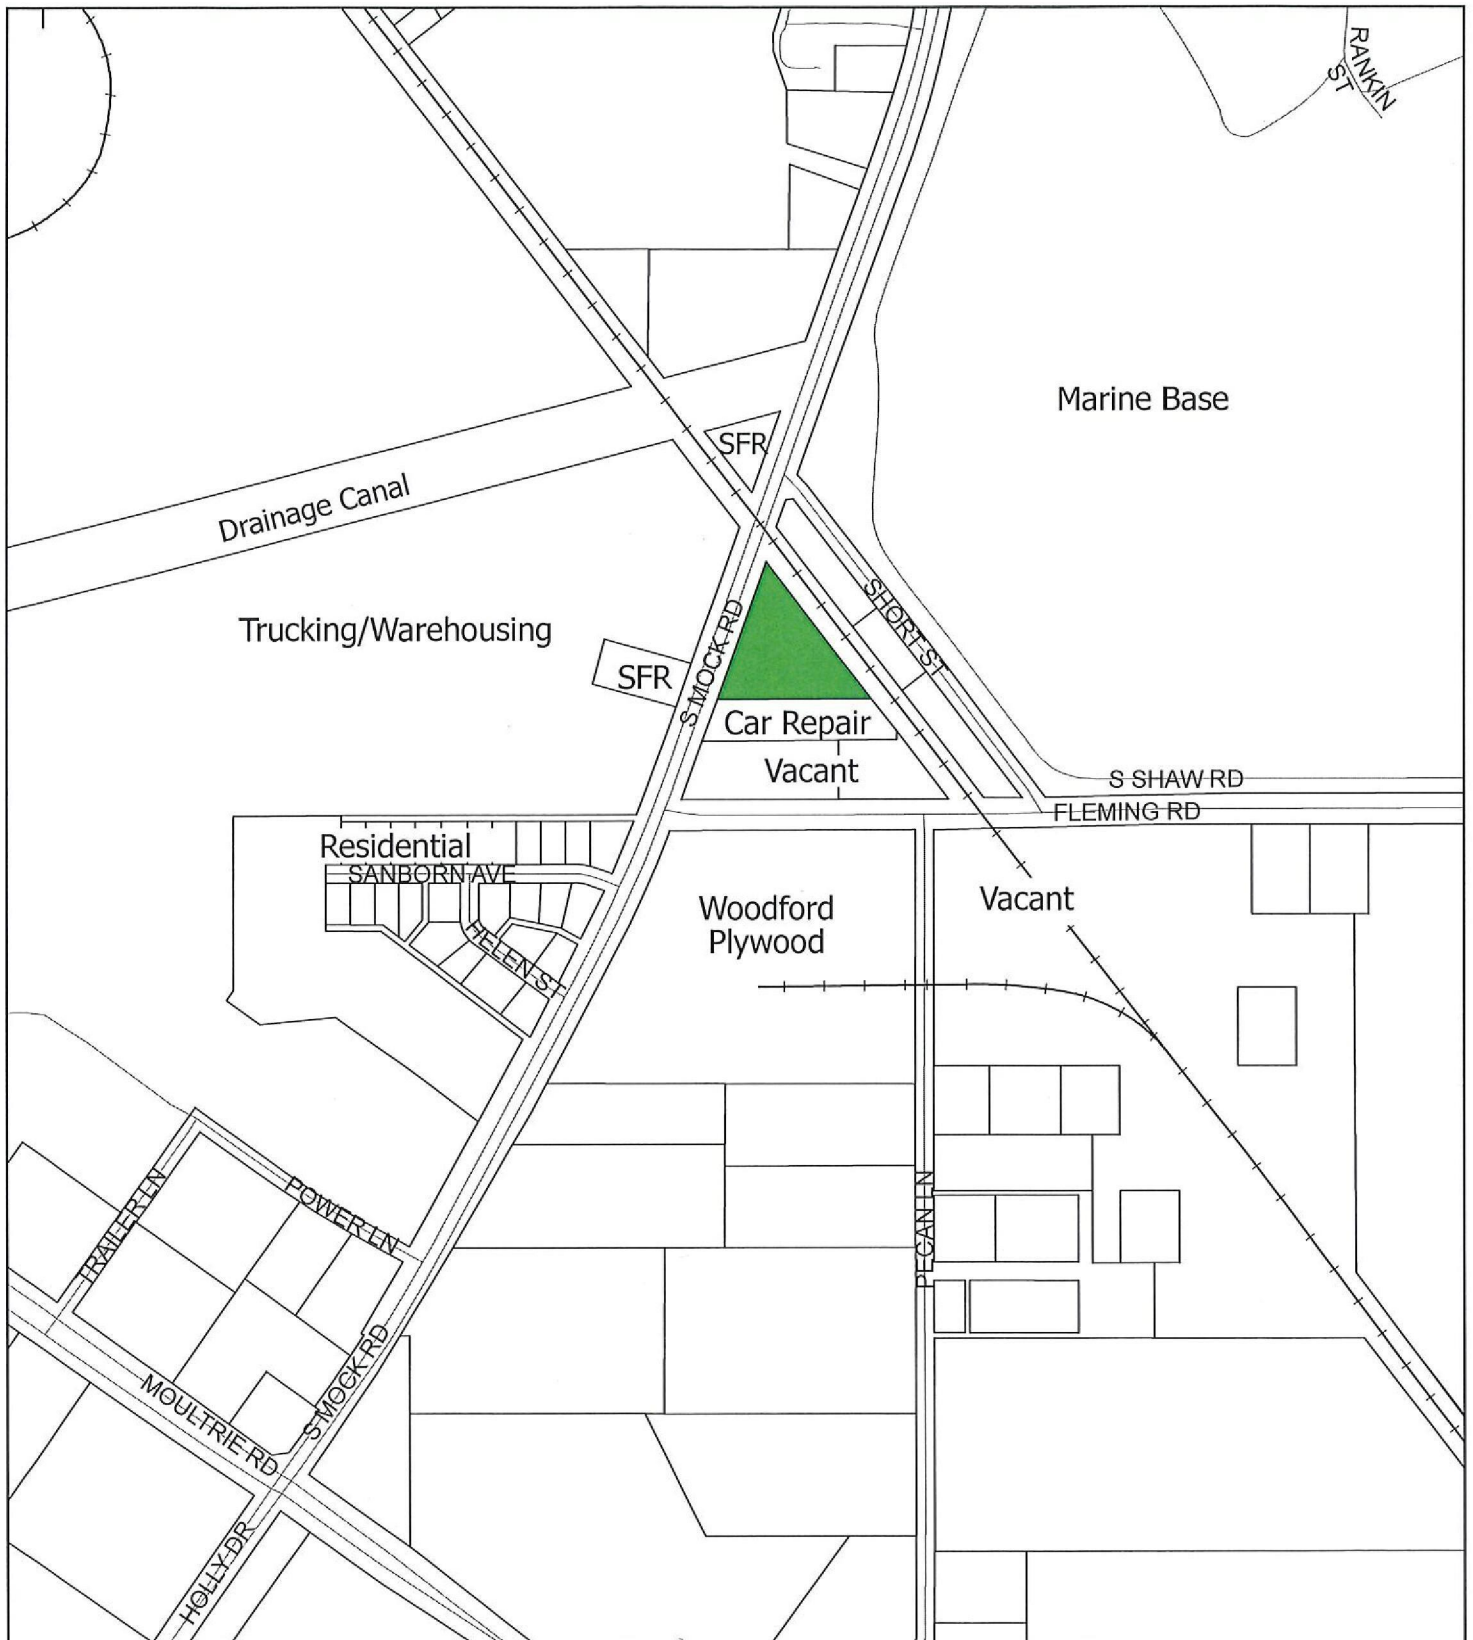 RANKIN
ST
Marine Base
SFR
Drainage Canal
SHORT ST
Trucking/Warehousing
SFR
S MOCK RD
Car Repair
Vacant
S SHAW RD
FLEMING RD
Residential
SANBORN AVE
HELEN ST
Woodford
Plywood
Vacant
POWER LN
TRAILER LN
PECAN LN
S MOCK RD
MOULTRIE RD
HOLLY DR